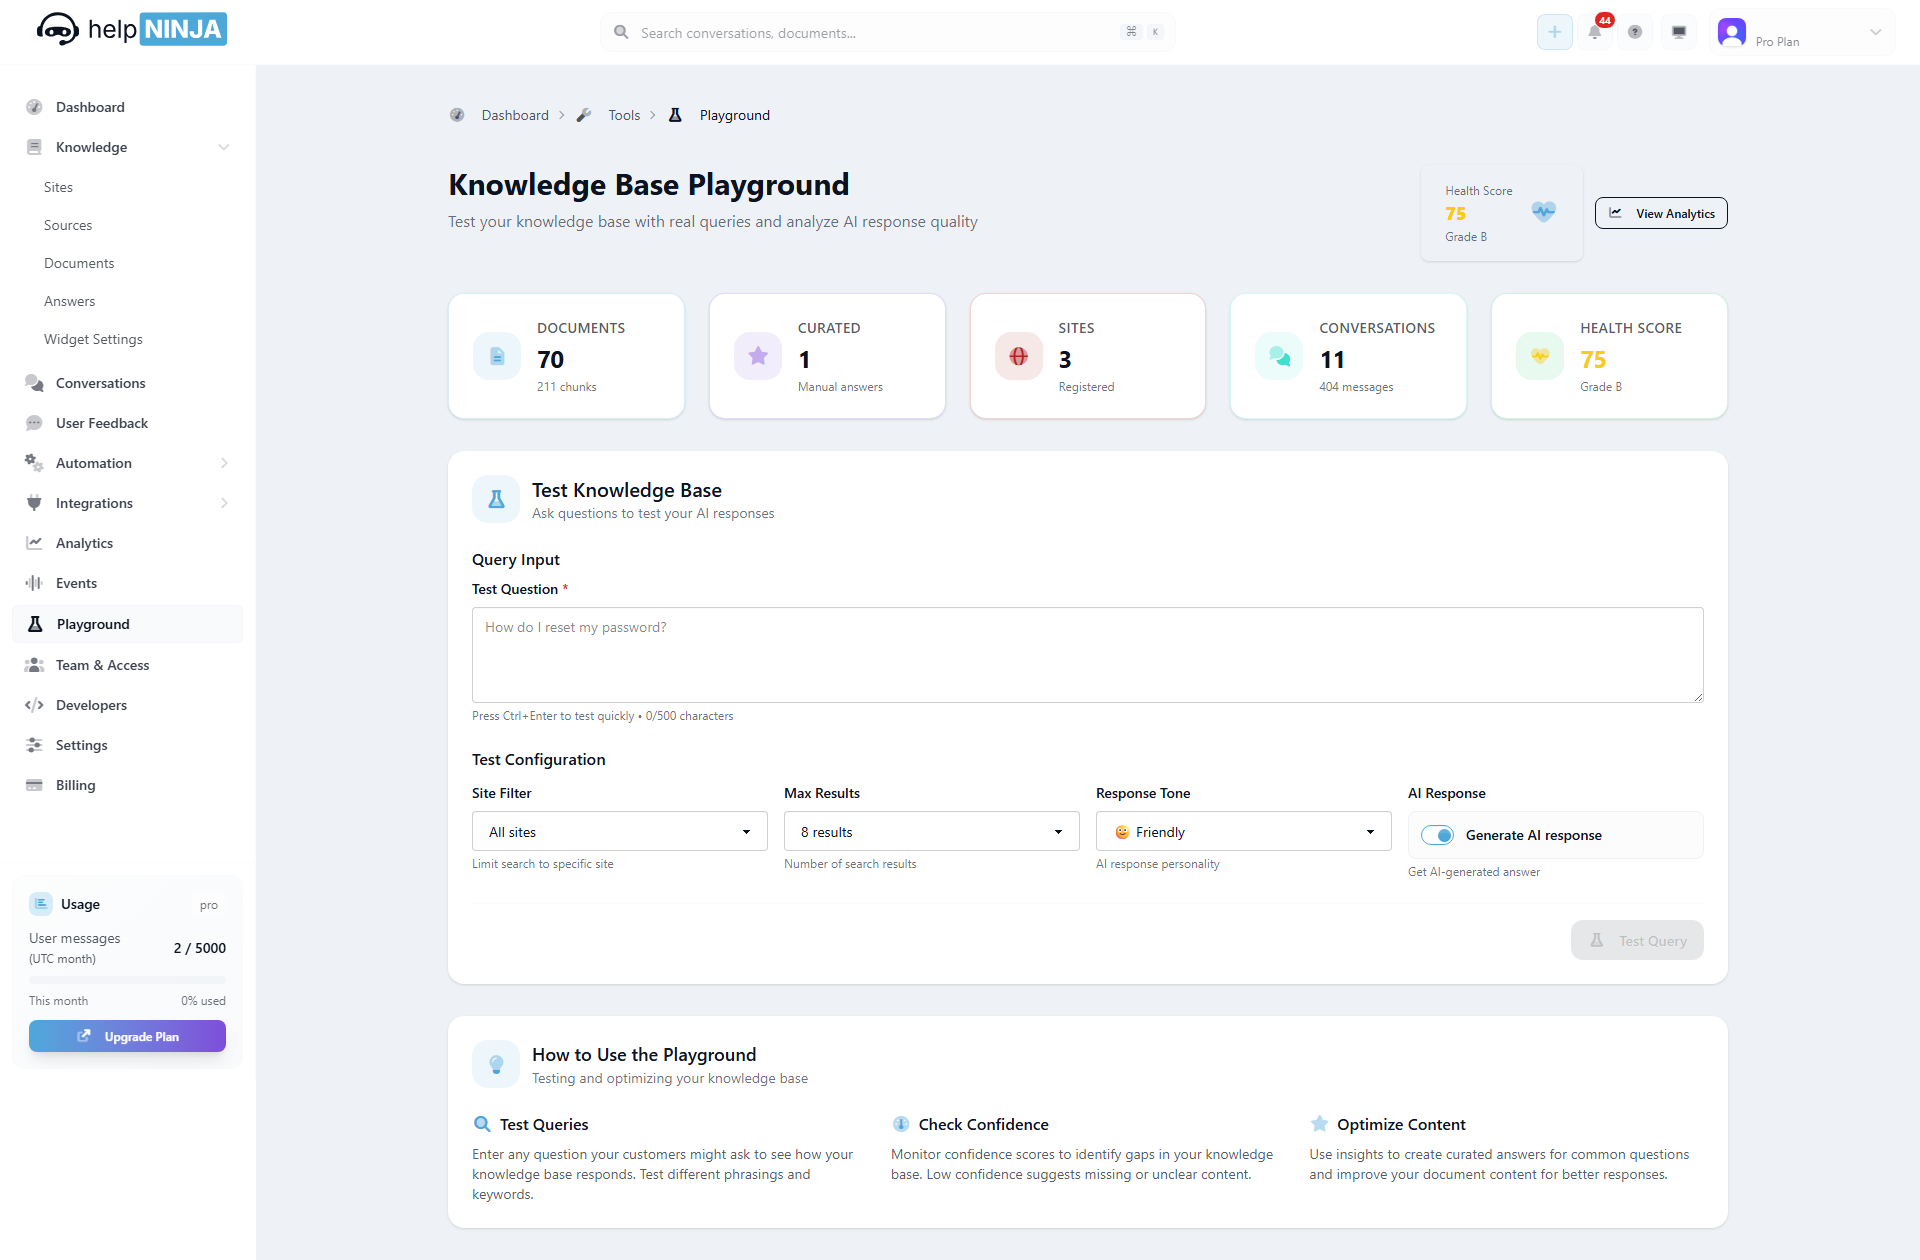 help NINJA
Search conversations, documents...
⌘ K
44
Pro Plan
Dashboard
Knowledge
Sites
Sources
Documents
Answers
Widget Settings
Conversations
User Feedback
Automation
Integrations
Analytics
Events
Playground
Team & Access
Developers
Settings
Billing
Usage
pro
User messages
(UTC month)
2 / 5000
This month
0% used
Upgrade Plan
Dashboard > Tools > Playground
Knowledge Base Playground
Test your knowledge base with real queries and analyze AI response quality
Health Score
75
Grade B
View Analytics
DOCUMENTS
70
211 chunks
CURATED
1
Manual answers
SITES
3
Registered
CONVERSATIONS
11
404 messages
HEALTH SCORE
75
Grade B
Test Knowledge Base
Ask questions to test your AI responses
Query Input
Test Question *
How do I reset my password?
Press Ctrl+Enter to test quickly • 0/500 characters
Test Configuration
Site Filter
All sites
Limit search to specific site
Max Results
8 results
Number of search results
Response Tone
😊 Friendly
AI response personality
AI Response
Generate AI response
Get AI-generated answer
Test Query
How to Use the Playground
Testing and optimizing your knowledge base
Test Queries
Enter any question your customers might ask to see how your
knowledge base responds. Test different phrasings and
keywords.
Check Confidence
Monitor confidence scores to identify gaps in your knowledge
base. Low confidence suggests missing or unclear content.
Optimize Content
Use insights to create curated answers for common questions
and improve your document content for better responses.